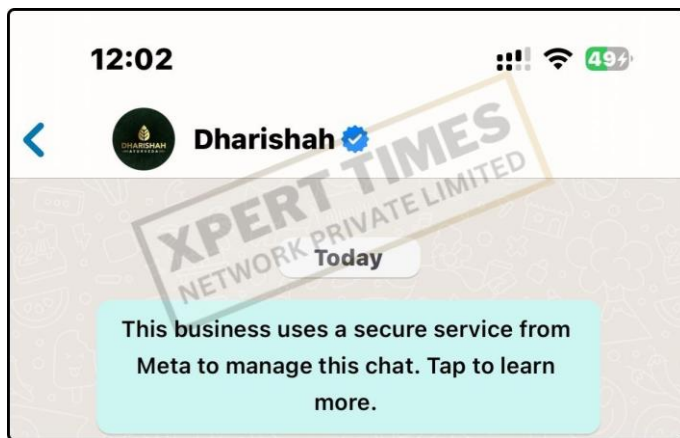 12:02
49
DHARISHAH
AYURVEDA
Dharishah
XPERT TIMES
NETWORK PRIVATE LIMITED
Today
This business uses a secure service from
Meta to manage this chat. Tap to learn
more.